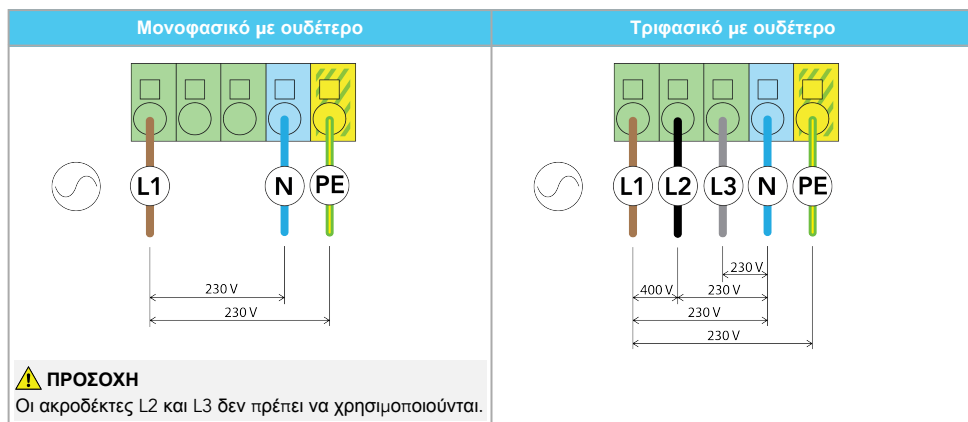 Μονοφασικό με ουδέτερο
L1 N PE
230 V
230 V
⚠ ΠΡΟΣΟΧΗ
Οι ακροδέκτες L2 και L3 δεν πρέπει να χρησιμοποιούνται.
Τριφασικό με ουδέτερο
L1 L2 L3 N PE
230 V
400 V 230 V
230 V
230 V